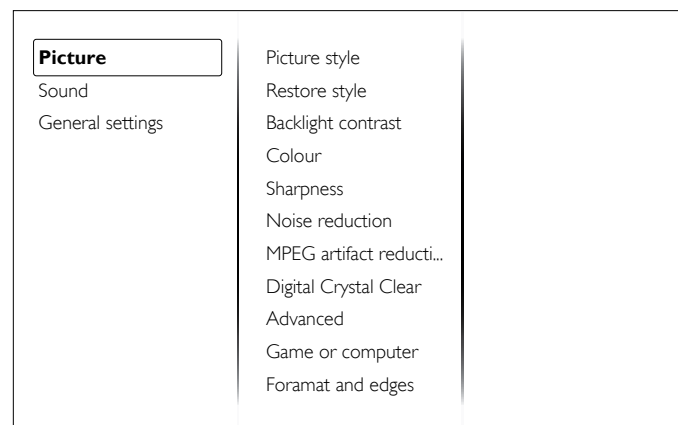 Picture
Sound
General settings
Picture style
Restore style
Backlight contrast
Colour
Sharpness
Noise reduction
MPEG artifact reducti...
Digital Crystal Clear
Advanced
Game or computer
Foramat and edges